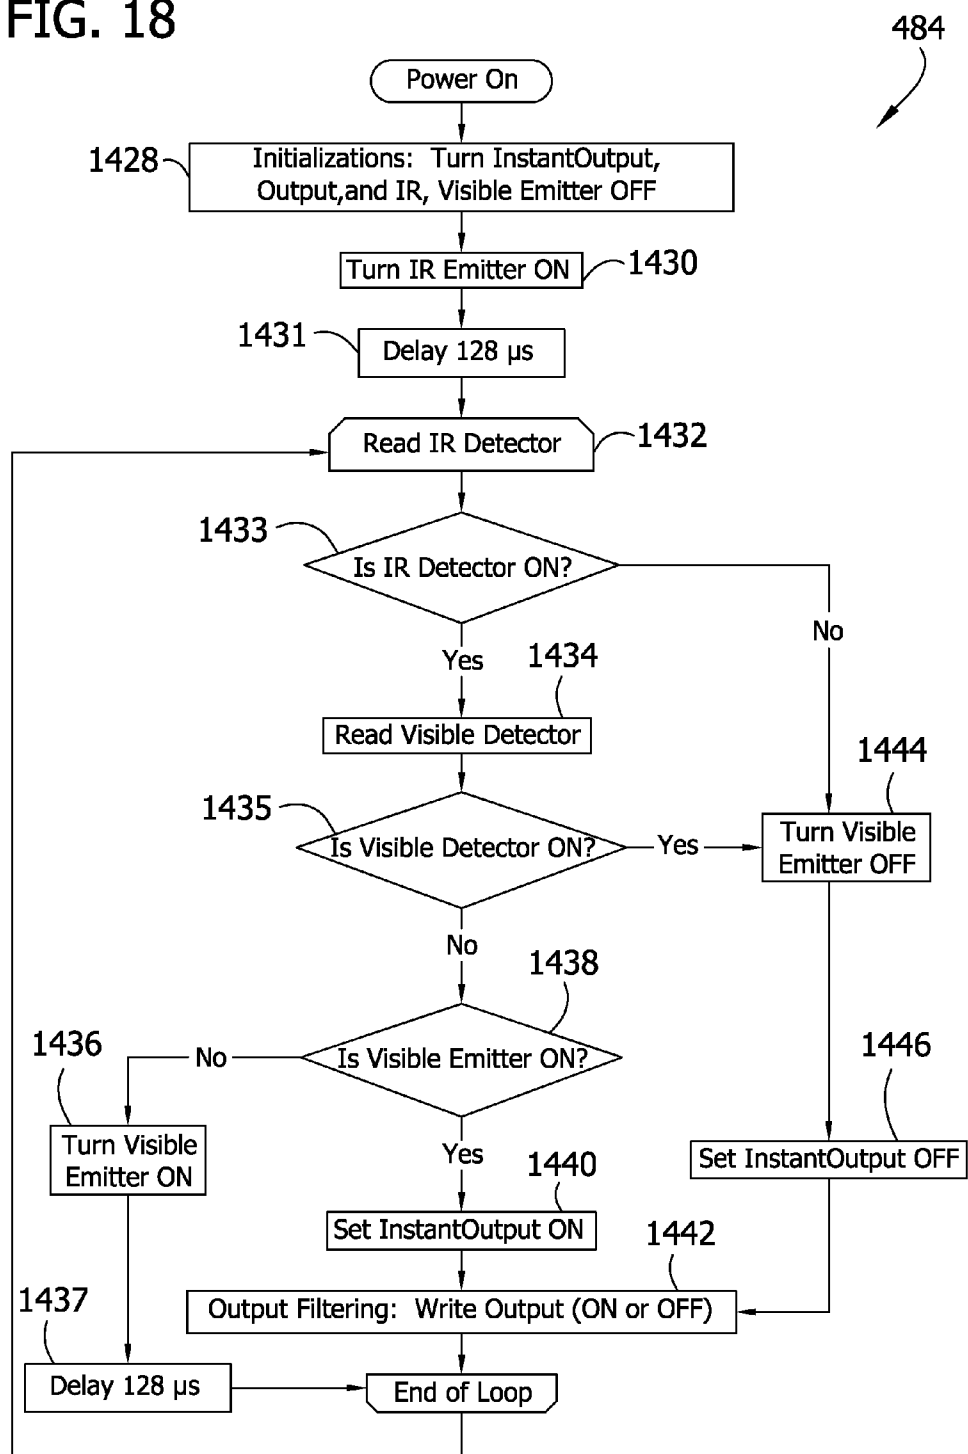 FIG. 18
484
Power On
1428
Initializations: Turn InstantOutput,
Output,and IR, Visible Emitter OFF
Turn IR Emitter ON
1430
1431
Delay 128 µs
Read IR Detector
1432
1433
Is IR Detector ON?
No
Yes
1434
Read Visible Detector
1444
1435
Is Visible Detector ON?
Yes
Turn Visible
Emitter OFF
No
1438
1436
No
Is Visible Emitter ON?
1446
Turn Visible
Emitter ON
Yes
Set InstantOutput OFF
1440
Set InstantOutput ON
1442
1437
Output Filtering: Write Output (ON or OFF)
Delay 128 µs
End of Loop